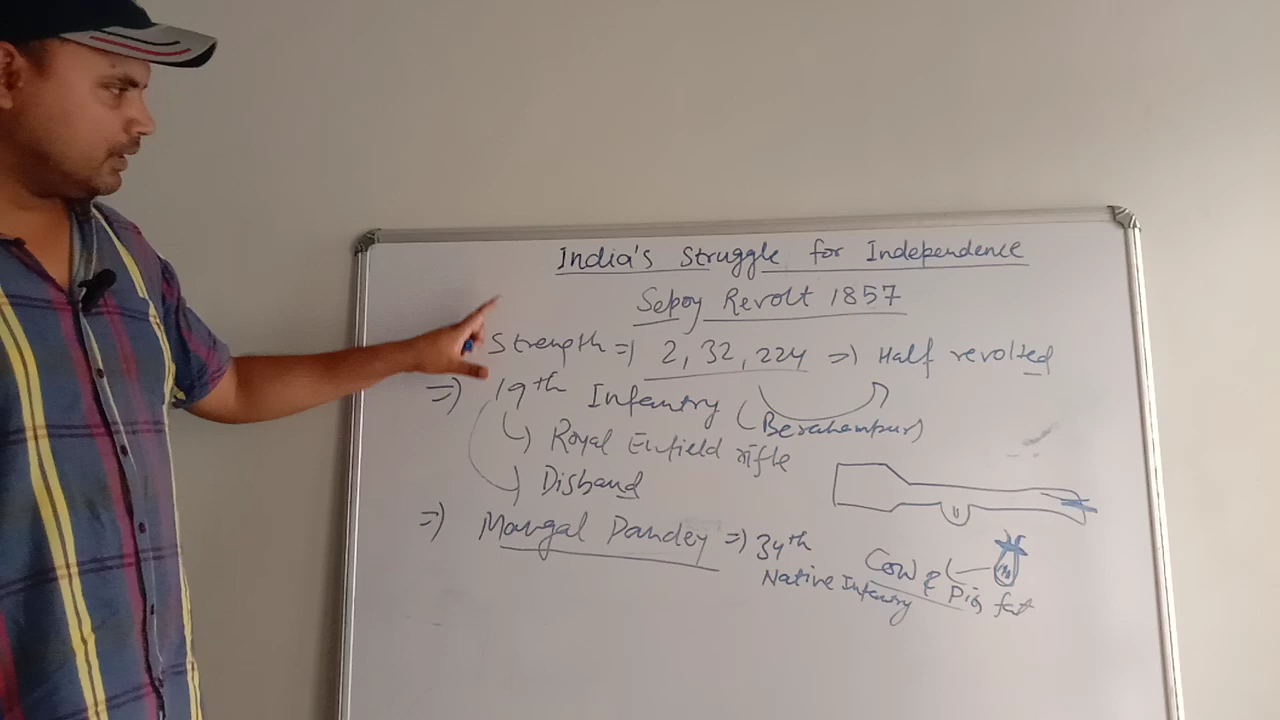 India's Struggle for Independence
Sepoy Revolt 1857
Strength => 2,32,224 => Half revolted
=> 19th Infantry (Berahampur)
Royal Enfield rifle
Disband
=> Mangal Pandey => 34th
Native Infantry
Cow & Pig fat